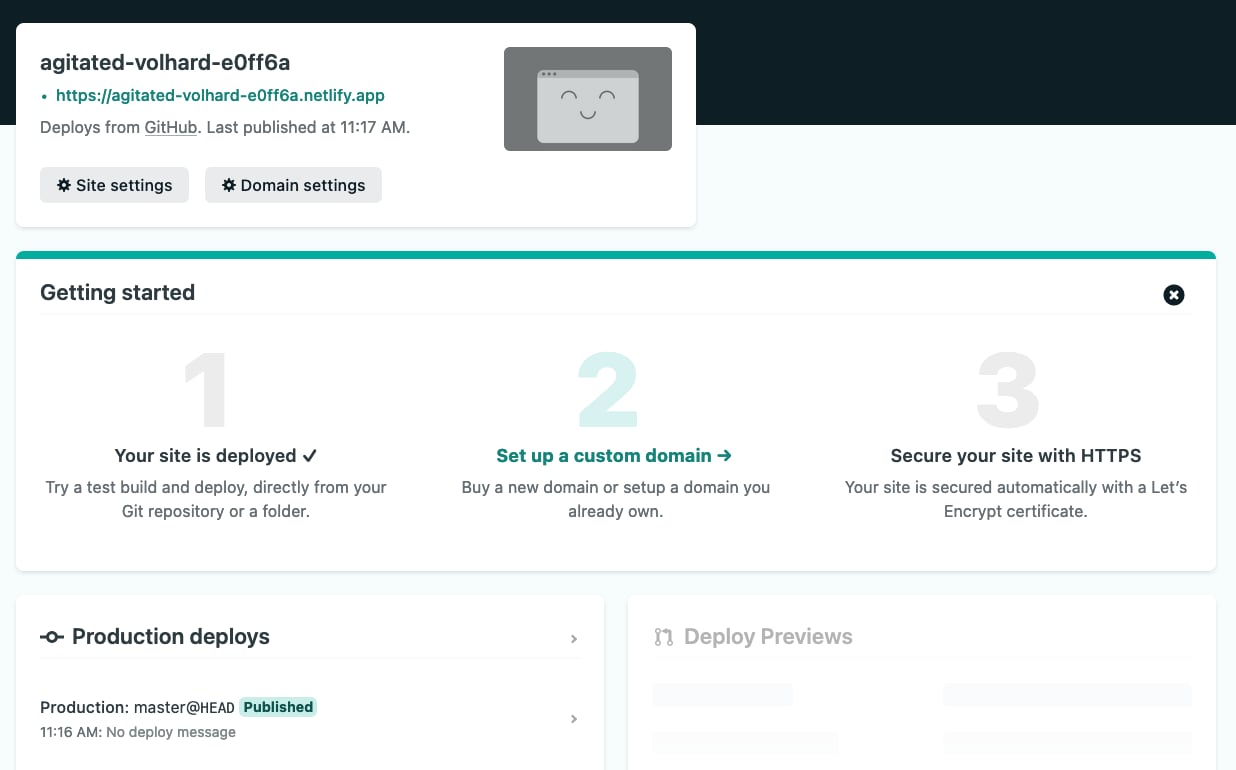 agitated-volhard-e0ff6a
• https://agitated-volhard-e0ff6a.netlify.app
Deploys from GitHub. Last published at 11:17 AM.
Site settings
Domain settings
Getting started
1
Your site is deployed ✓
Try a test build and deploy, directly from your
Git repository or a folder.
2
Set up a custom domain →
Buy a new domain or setup a domain you
already own.
3
Secure your site with HTTPS
Your site is secured automatically with a Let’s
Encrypt certificate.
Production deploys
Production: master@HEAD Published
11:16 AM: No deploy message
Deploy Previews